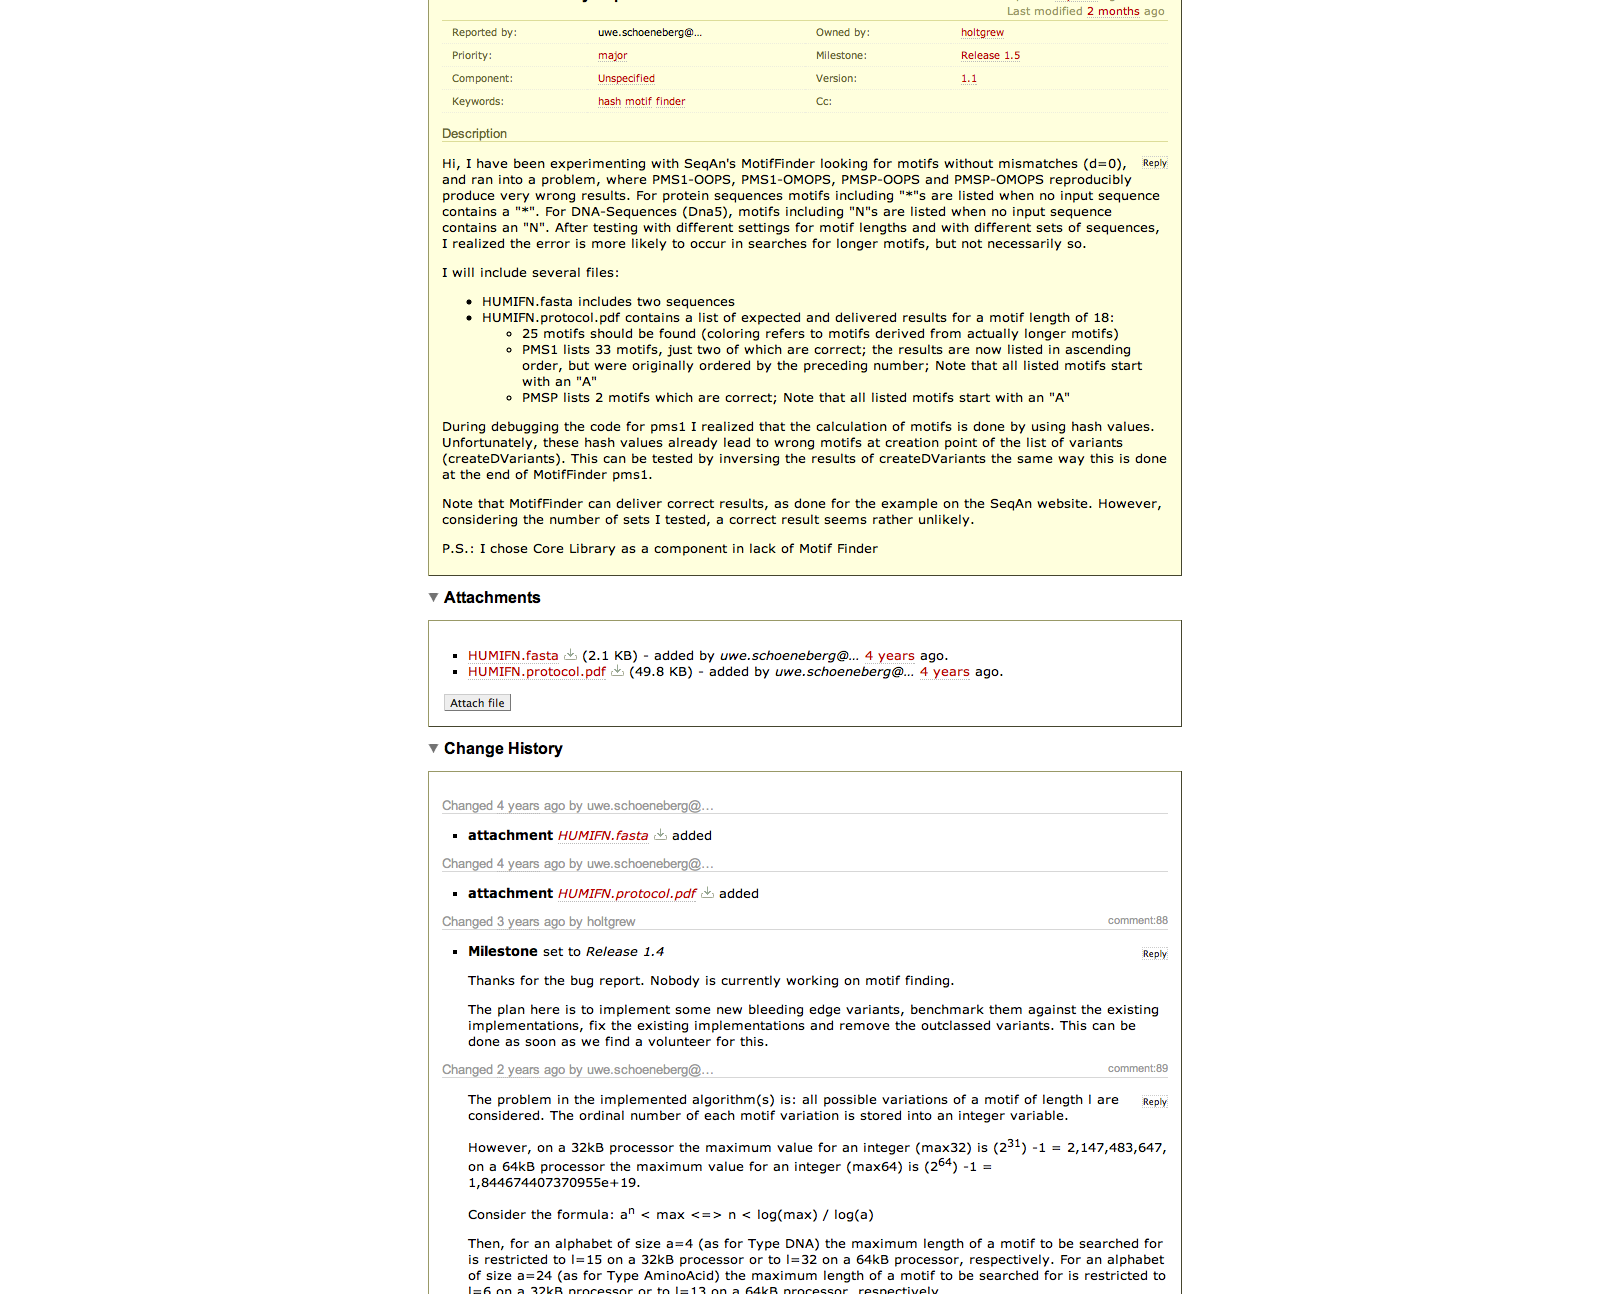 Last modified 2 months ago
Reported by: uwe.schoeneberg@… Owned by: holtgrew
Priority: major Milestone: Release 1.5
Component: Unspecified Version: 1.1
Keywords: hash motif finder Cc:
Description
Hi, I have been experimenting with SeqAn's MotifFinder looking for motifs without mismatches (d=0), Reply
and ran into a problem, where PMS1-OOPS, PMS1-OMOPS, PMSP-OOPS and PMSP-OMOPS reproducibly
produce very wrong results. For protein sequences motifs including "*"s are listed when no input sequence
contains a "*". For DNA-Sequences (Dna5), motifs including "N"s are listed when no input sequence
contains an "N". After testing with different settings for motif lengths and with different sets of sequences,
I realized the error is more likely to occur in searches for longer motifs, but not necessarily so.
I will include several files:
• HUMIFN.fasta includes two sequences
• HUMIFN.protocol.pdf contains a list of expected and delivered results for a motif length of 18:
◦ 25 motifs should be found (coloring refers to motifs derived from actually longer motifs)
◦ PMS1 lists 33 motifs, just two of which are correct; the results are now listed in ascending
order, but were originally ordered by the preceding number; Note that all listed motifs start
with an "A"
◦ PMSP lists 2 motifs which are correct; Note that all listed motifs start with an "A"
During debugging the code for pms1 I realized that the calculation of motifs is done by using hash values.
Unfortunately, these hash values already lead to wrong motifs at creation point of the list of variants
(createDVariants). This can be tested by inversing the results of createDVariants the same way this is done
at the end of MotifFinder pms1.
Note that MotifFinder can deliver correct results, as done for the example on the SeqAn website. However,
considering the number of sets I tested, a correct result seems rather unlikely.
P.S.: I chose Core Library as a component in lack of Motif Finder
▼ Attachments
▪ HUMIFN.fasta (2.1 KB) - added by uwe.schoeneberg@… 4 years ago.
▪ HUMIFN.protocol.pdf (49.8 KB) - added by uwe.schoeneberg@… 4 years ago.
Attach file
▼ Change History
Changed 4 years ago by uwe.schoeneberg@…
▪ attachment HUMIFN.fasta added
Changed 4 years ago by uwe.schoeneberg@…
▪ attachment HUMIFN.protocol.pdf added
Changed 3 years ago by holtgrew comment:88
▪ Milestone set to Release 1.4 Reply
Thanks for the bug report. Nobody is currently working on motif finding.
The plan here is to implement some new bleeding edge variants, benchmark them against the existing
implementations, fix the existing implementations and remove the outclassed variants. This can be
done as soon as we find a volunteer for this.
Changed 2 years ago by uwe.schoeneberg@… comment:89
The problem in the implemented algorithm(s) is: all possible variations of a motif of length l are Reply
considered. The ordinal number of each motif variation is stored into an integer variable.
However, on a 32kB processor the maximum value for an integer (max32) is (2^31) -1 = 2,147,483,647,
on a 64kB processor the maximum value for an integer (max64) is (2^64) -1 =
1,844674407370955e+19.
Consider the formula: a^n < max <=> n < log(max) / log(a)
Then, for an alphabet of size a=4 (as for Type DNA) the maximum length of a motif to be searched for
is restricted to l=15 on a 32kB processor or to l=32 on a 64kB processor, respectively. For an alphabet
of size a=24 (as for Type AminoAcid) the maximum length of a motif to be searched for is restricted to
l=6 on a 32kB processor or to l=13 on a 64kB processor, respectively